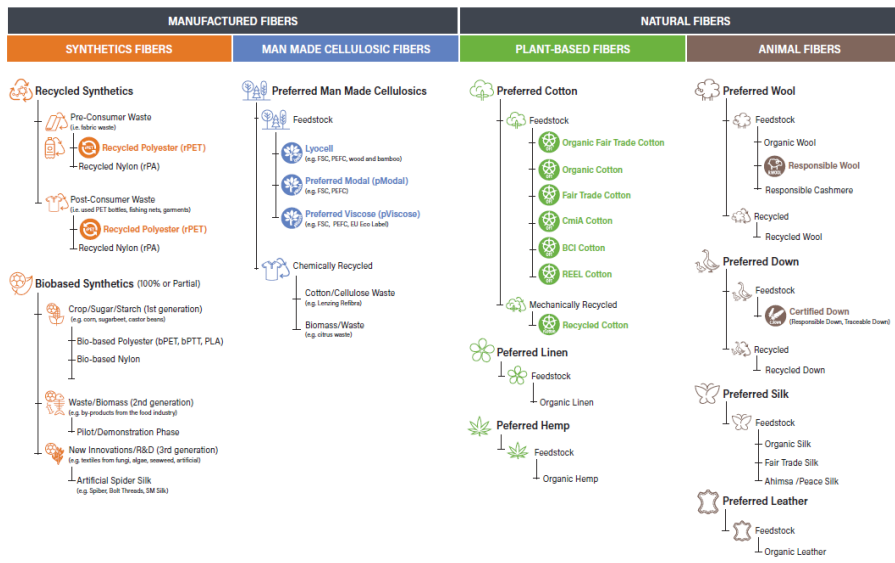 MANUFACTURED FIBERS
NATURAL FIBERS
SYNTHETICS FIBERS
MAN MADE CELLULOSIC FIBERS
PLANT-BASED FIBERS
ANIMAL FIBERS
Recycled Synthetics
Pre-Consumer Waste
(i.e. fabric waste)
Recycled Polyester (rPET)
Recycled Nylon (rPA)
Post-Consumer Waste
(i.e. used PET bottles, fishing nets, garments)
Recycled Polyester (rPET)
Recycled Nylon (rPA)
Biobased Synthetics (100% or Partial)
Crop/Sugar/Starch (1st generation)
(e.g. corn, sugarbeet, castor beans)
Bio-based Polyester (bPET, bPTT, PLA)
Bio-based Nylon
Waste/Biomass (2nd generation)
(e.g. by-products from the food industry)
Pilot/Demonstration Phase
New Innovations/R&D (3rd generation)
(e.g. textiles from fungi, algae, seaweed, artificial)
Artificial Spider Silk
(e.g. Spiber, Bolt Threads, SM Silk)
Preferred Man Made Cellulosics
Feedstock
Lyocell
(e.g. FSC, PEFC, wood and bamboo)
Preferred Modal (pModal)
(e.g. FSC, PEFC)
Preferred Viscose (pViscose)
(e.g. FSC, PEFC, EU Eco Label)
Chemically Recycled
Cotton/Cellulose Waste
(e.g. Lenzing Refibra)
Biomass/Waste
(e.g. citrus waste)
Preferred Cotton
Feedstock
Organic Fair Trade Cotton
Organic Cotton
Fair Trade Cotton
CmiA Cotton
BCI Cotton
REEL Cotton
Mechanically Recycled
Recycled Cotton
Peferred Linen
Feedstock
Organic Linen
Peferred Hemp
Feedstock
Organic Hemp
Preferred Wool
Feedstock
Organic Wool
Responsible Wool
Responsible Cashmere
Recycled
Recycled Wool
Preferred Down
Feedstock
Certified Down
(Responsible Down, Traceable Down)
Recycled
Recycled Down
Preferred Silk
Feedstock
Organic Silk
Fair Trade Silk
Ahimsa /Peace Silk
Preferred Leather
Feedstock
Organic Leather